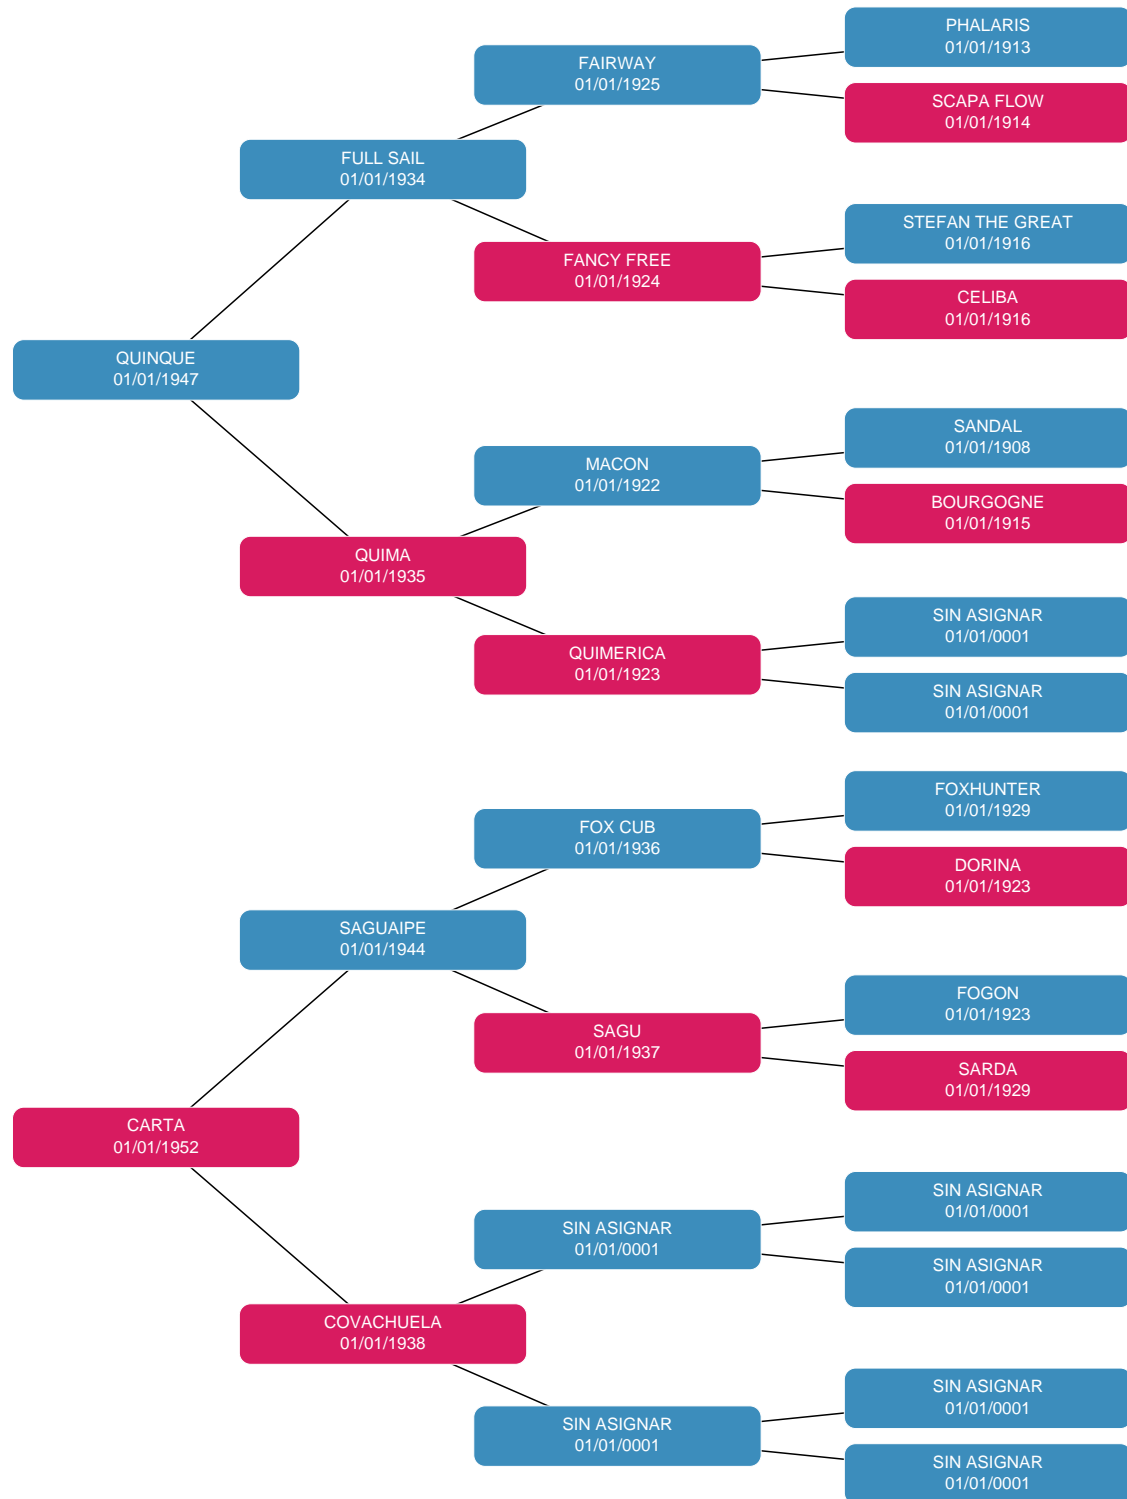 PHALARIS
01/01/1913
FAIRWAY
01/01/1925
SCAPA FLOW
01/01/1914
FULL SAIL
01/01/1934
STEFAN THE GREAT
01/01/1916
FANCY FREE
01/01/1924
CELIBA
01/01/1916
QUINQUE
01/01/1947
SANDAL
01/01/1908
MACON
01/01/1922
BOURGOGNE
01/01/1915
QUIMA
01/01/1935
SIN ASIGNAR
01/01/0001
QUIMERICA
01/01/1923
SIN ASIGNAR
01/01/0001
FOXHUNTER
01/01/1929
FOX CUB
01/01/1936
DORINA
01/01/1923
SAGUAIPE
01/01/1944
FOGON
01/01/1923
SAGU
01/01/1937
SARDA
01/01/1929
CARTA
01/01/1952
SIN ASIGNAR
01/01/0001
SIN ASIGNAR
01/01/0001
SIN ASIGNAR
01/01/0001
COVACHUELA
01/01/1938
SIN ASIGNAR
01/01/0001
SIN ASIGNAR
01/01/0001
SIN ASIGNAR
01/01/0001